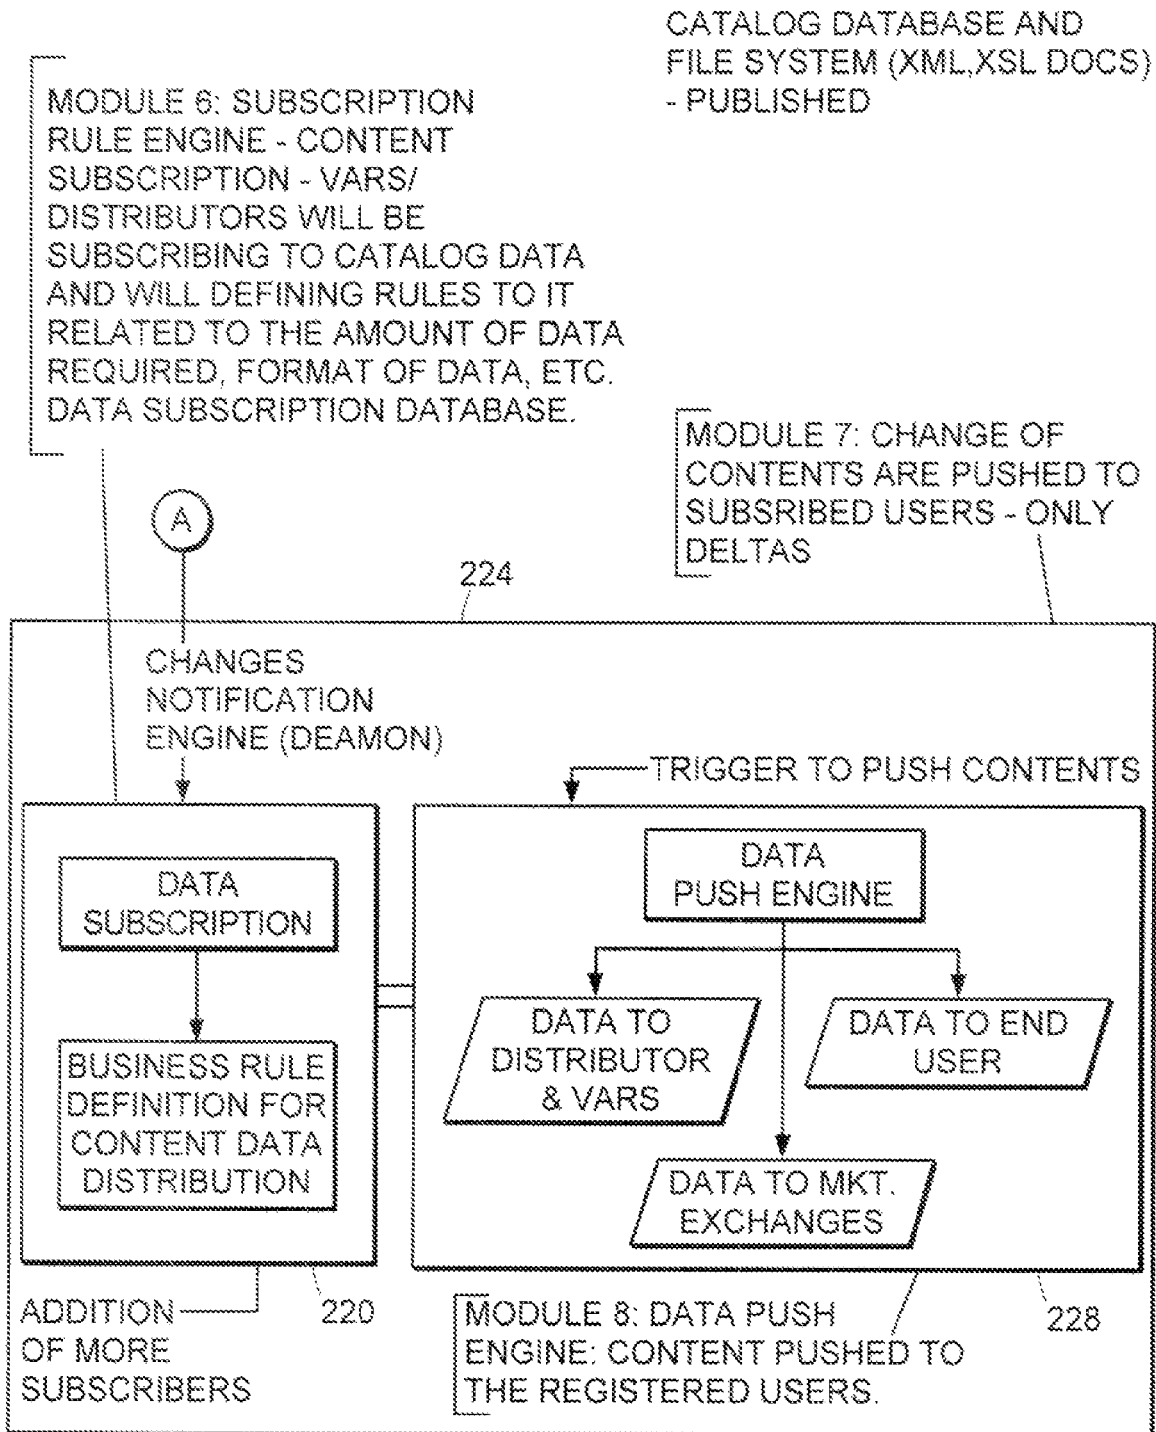 CATALOG DATABASE AND
FILE SYSTEM (XML,XSL DOCS)
- PUBLISHED
MODULE 6: SUBSCRIPTION
RULE ENGINE - CONTENT
SUBSCRIPTION - VARS/
DISTRIBUTORS WILL BE
SUBSCRIBING TO CATALOG DATA
AND WILL DEFINING RULES TO IT
RELATED TO THE AMOUNT OF DATA
REQUIRED, FORMAT OF DATA, ETC.
DATA SUBSCRIPTION DATABASE.
MODULE 7: CHANGE OF
CONTENTS ARE PUSHED TO
SUBSRIBED USERS - ONLY
DELTAS
A
224
CHANGES
NOTIFICATION
ENGINE (DEAMON)
TRIGGER TO PUSH CONTENTS
DATA
SUBSCRIPTION
BUSINESS RULE
DEFINITION FOR
CONTENT DATA
DISTRIBUTION
DATA
PUSH ENGINE
DATA TO
DISTRIBUTOR
& VARS
DATA TO END
USER
DATA TO MKT.
EXCHANGES
ADDITION
OF MORE
SUBSCRIBERS
220
MODULE 8: DATA PUSH
ENGINE: CONTENT PUSHED TO
THE REGISTERED USERS.
228